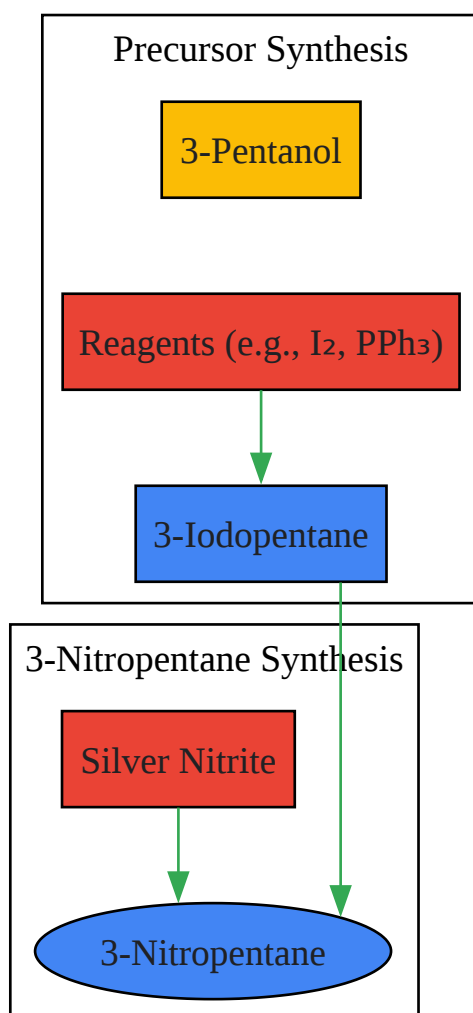 Precursor Synthesis
3-Pentanol
Reagents (e.g., I₂, PPh₃)
3-Iodopentane
3-Nitropentane Synthesis
Silver Nitrite
3-Nitropentane